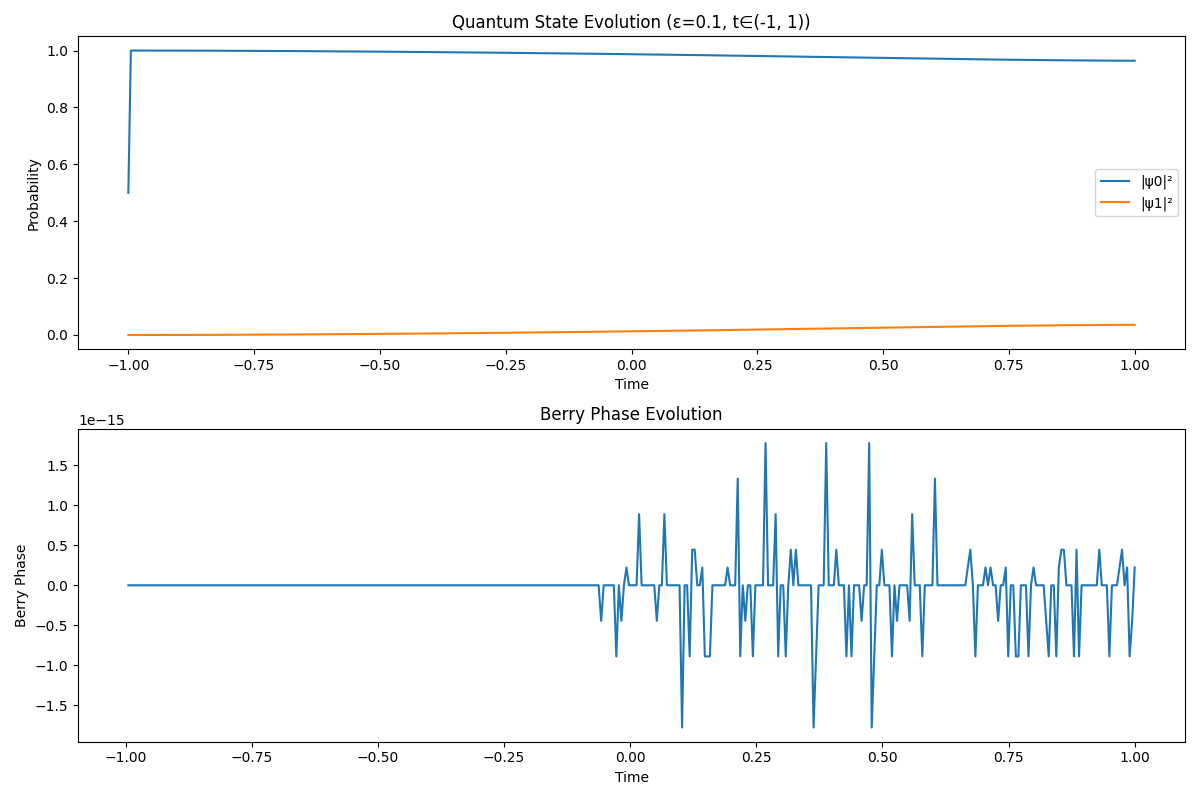 Quantum State Evolution (ε=0.1, t∈(-1, 1))
Probability
1.0
0.8
0.6
0.4
0.2
0.0
|ψ0|²
|ψ1|²
−1.00 −0.75 −0.50 −0.25 0.00 0.25 0.50 0.75 1.00
Time
Berry Phase Evolution
1e−15
Berry Phase
1.5
1.0
0.5
0.0
−0.5
−1.0
−1.5
−1.00 −0.75 −0.50 −0.25 0.00 0.25 0.50 0.75 1.00
Time